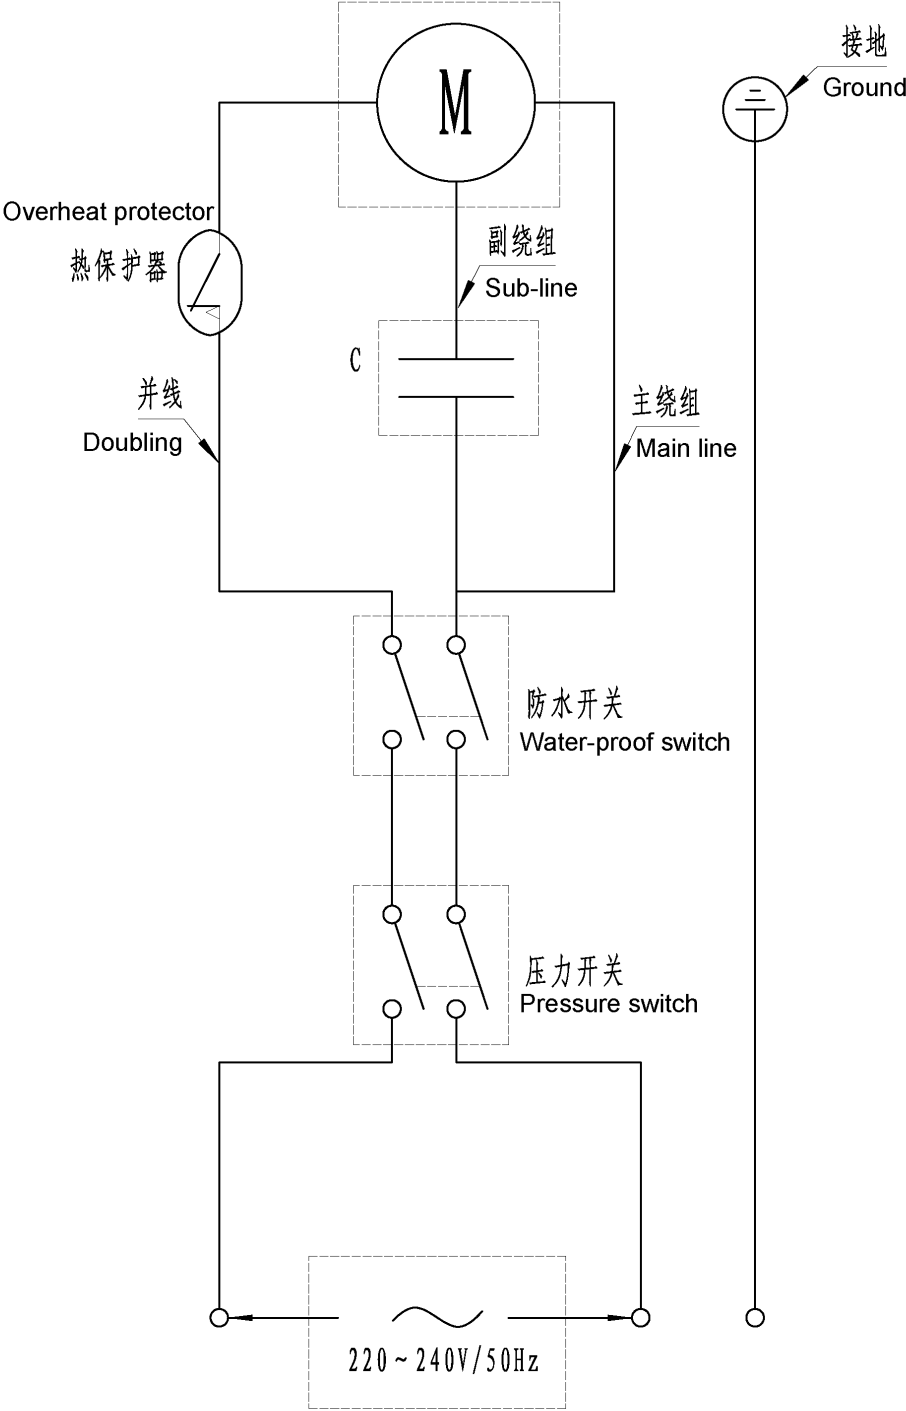 M
接地
Ground
Overheat protector
热保护器
副绕组
Sub-line
C
并线
Doubling
主绕组
Main line
防水开关
Water-proof switch
压力开关
Pressure switch
220～240V/50Hz